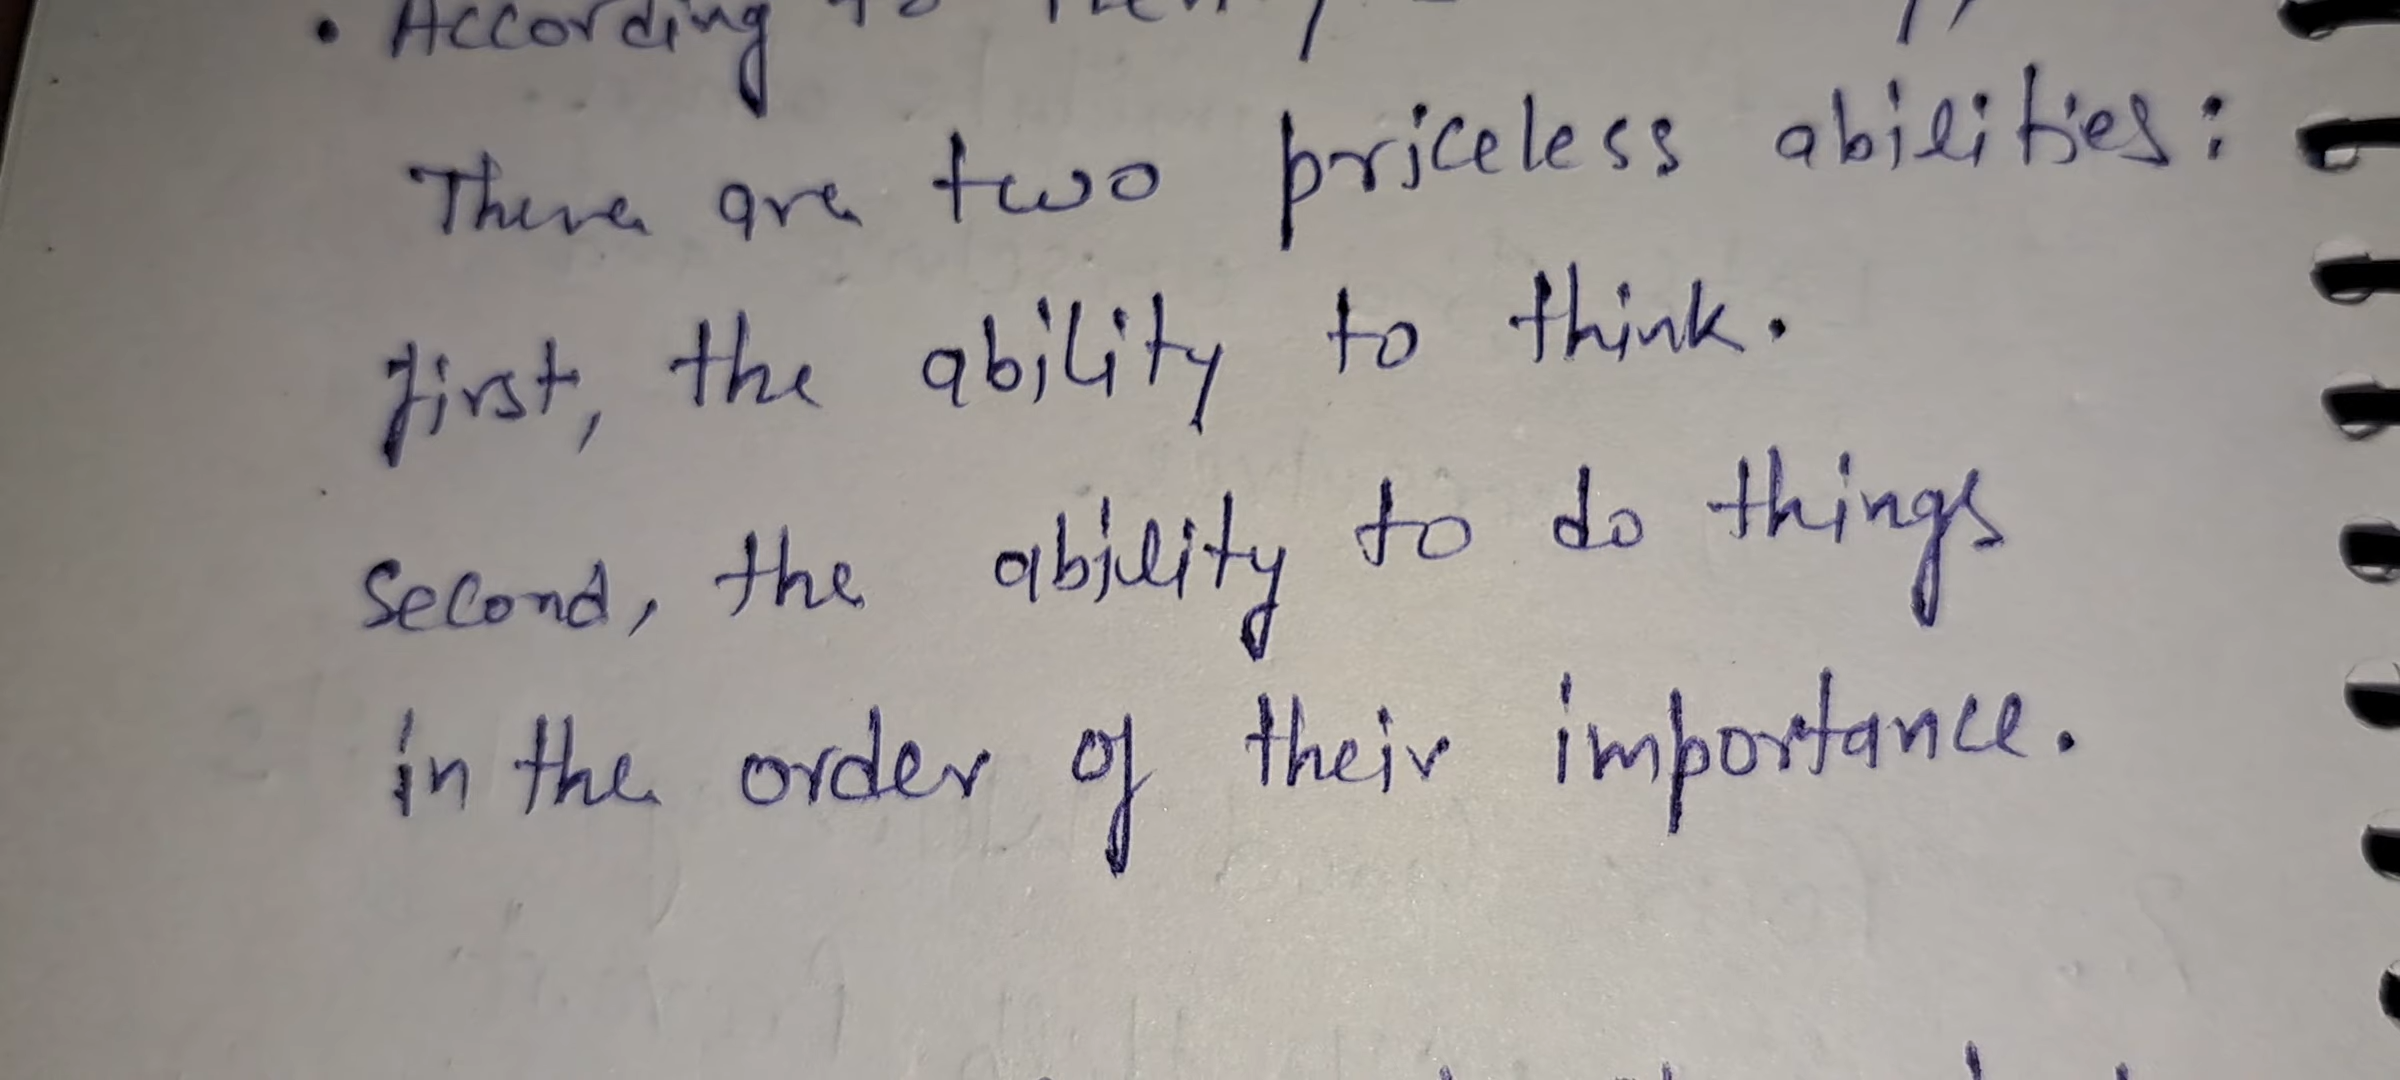 • According to
There are two priceless abilities:
first, the ability to think.
Second, the ability to do things
in the order of their importance.